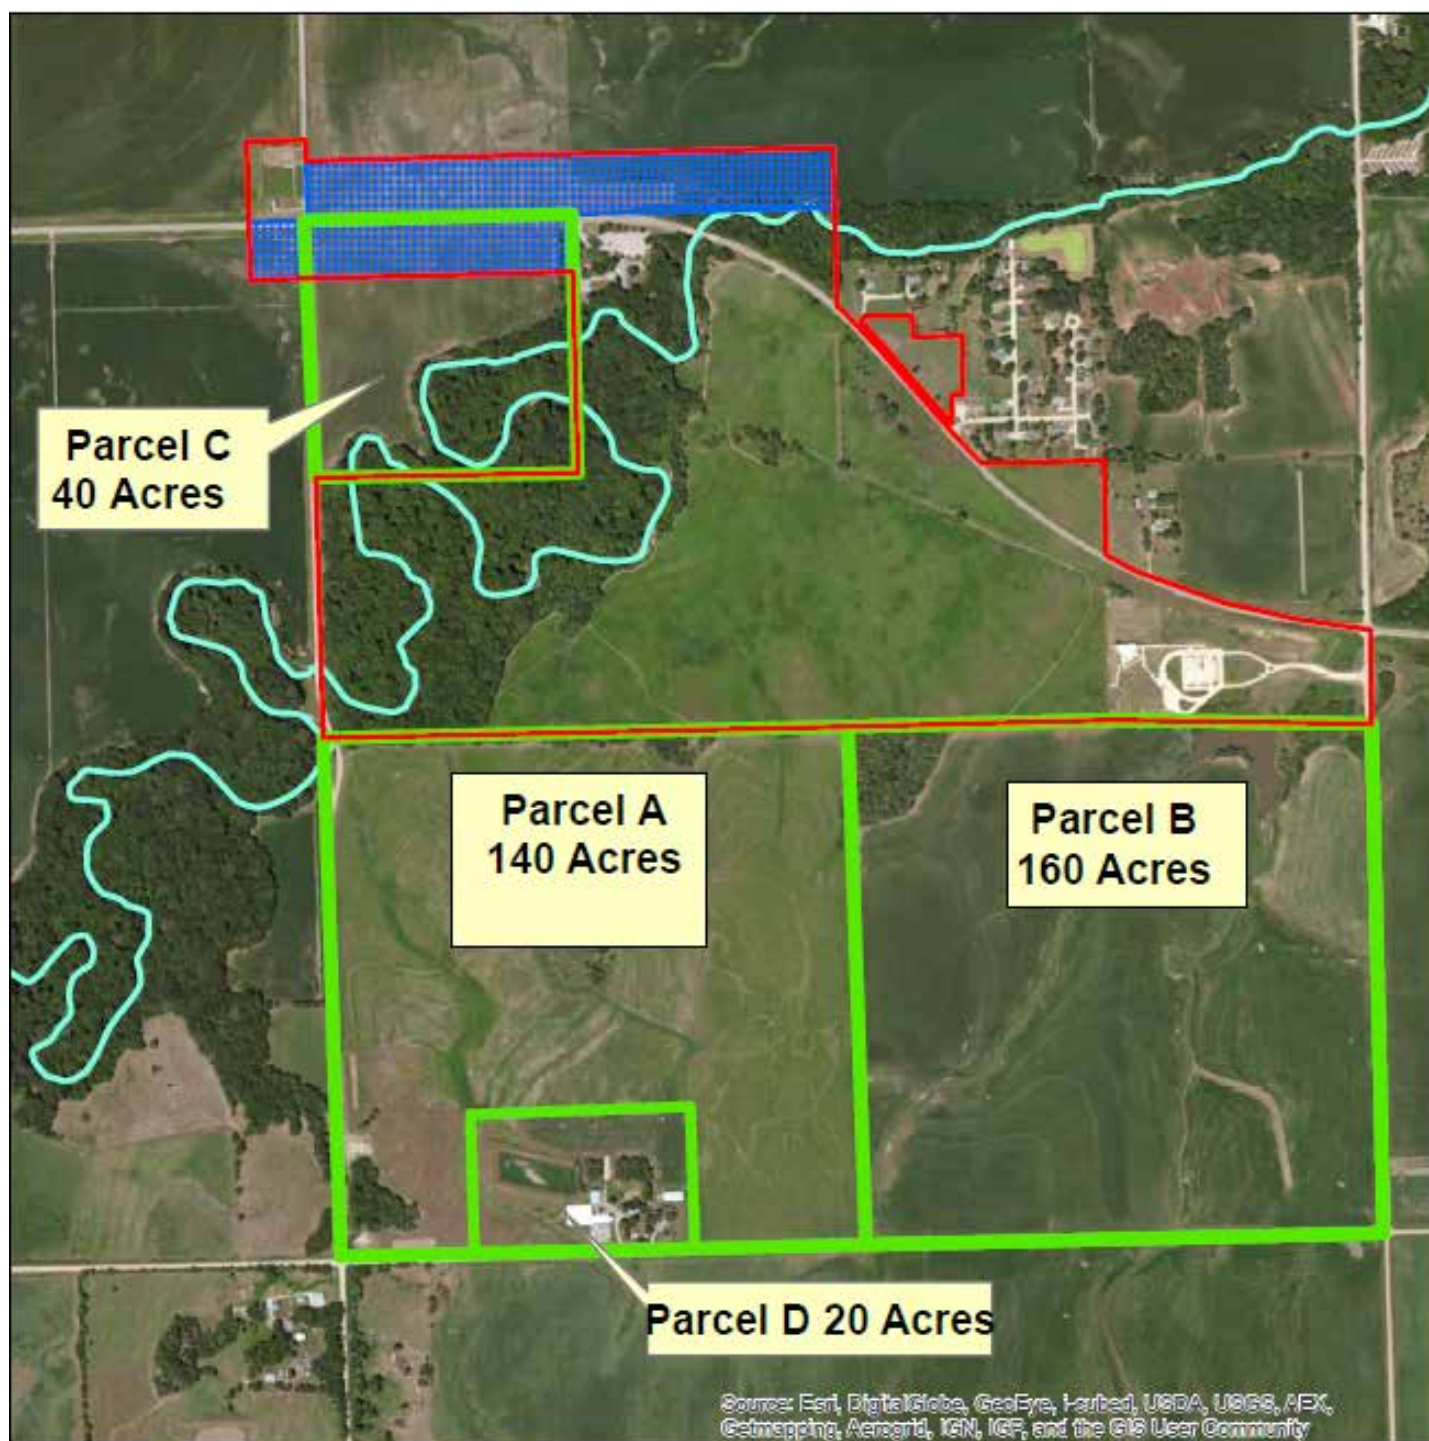 Parcel C
40 Acres
Parcel A
140 Acres
Parcel B
160 Acres
Parcel D 20 Acres
Source: Esri, DigitalGlobe, GeoEye, i-cubed, USDA, USGS, AEX,
Getmapping, Aerogrid, IGN, IGP, and the GIS User Community